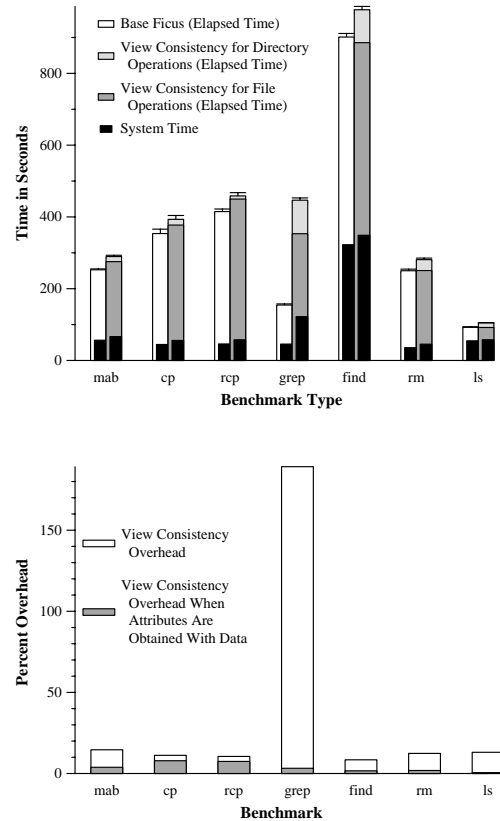 Base Ficus (Elapsed Time)
View Consistency for Directory
Operations (Elapsed Time)
View Consistency for File
Operations (Elapsed Time)
System Time
Time in Seconds
800
600
400
200
0
mab cp rcp grep find rm ls
Benchmark Type
View Consistency
Overhead
View Consistency
Overhead When
Attributes Are
Obtained With Data
Percent Overhead
150
100
50
0
mab cp rcp grep find rm ls
Benchmark